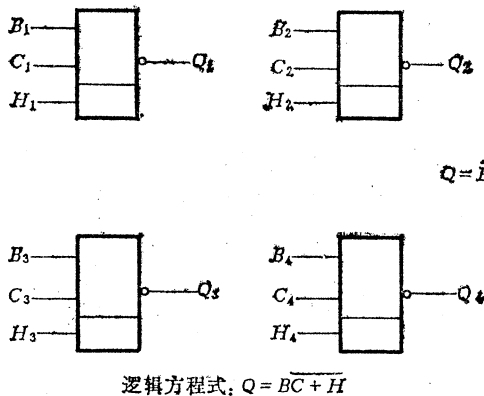 B₁
C₁
H₁
Q₁
B₂
C₂
H₂
Q₂
Q=
B₃
C₃
H₃
Q₃
B₄
C₄
H₄
Q₄
逻辑方程式: Q = B\overline{C + H}